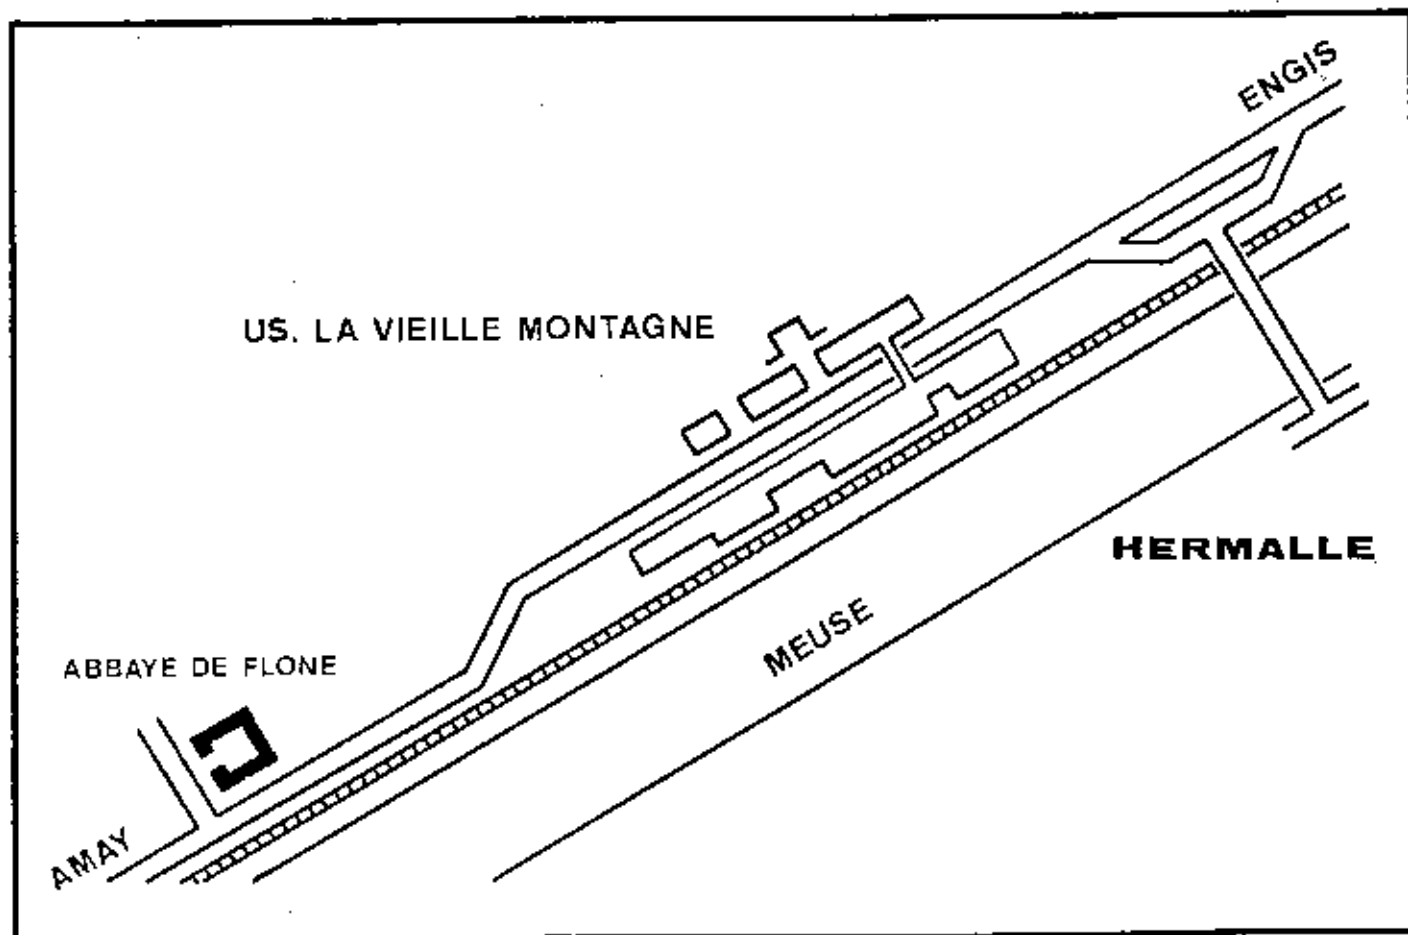 ENGIS
US. LA VIEILLE MONTAGNE
HERMALLE
MEUSE
ABBAYE DE FLONE
AMAY